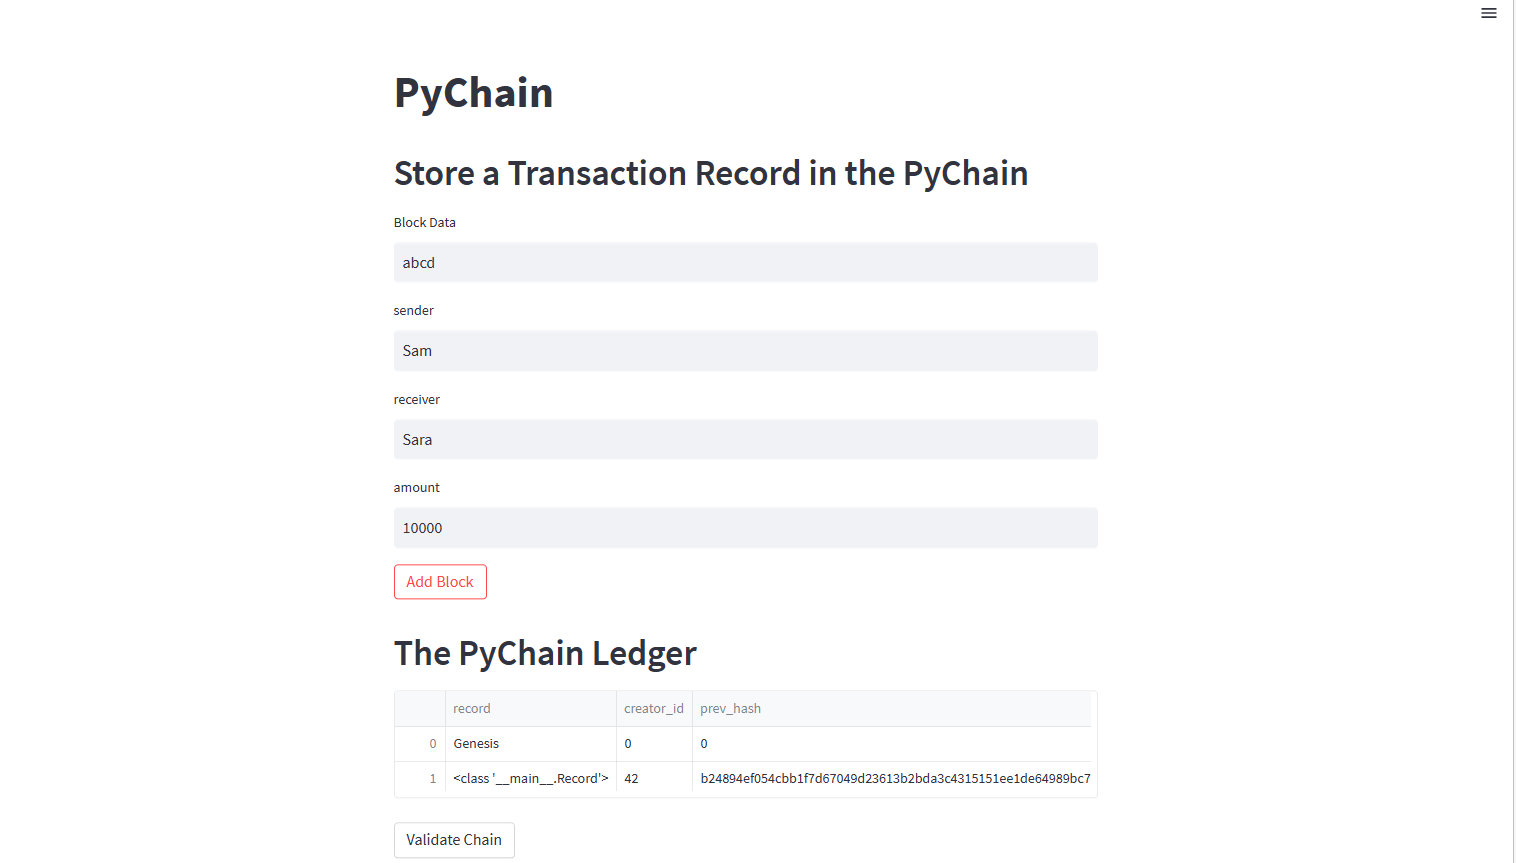 PyChain
Store a Transaction Record in the PyChain
Block Data
abcd
sender
Sam
receiver
Sara
amount
10000
Add Block
The PyChain Ledger
record creator_id prev_hash
0 Genesis 0 0
1 <class '__main__.Record'> 42 b24894ef054cbb1f7d67049d23613b2bda3c4315151ee1de64989bc7
Validate Chain